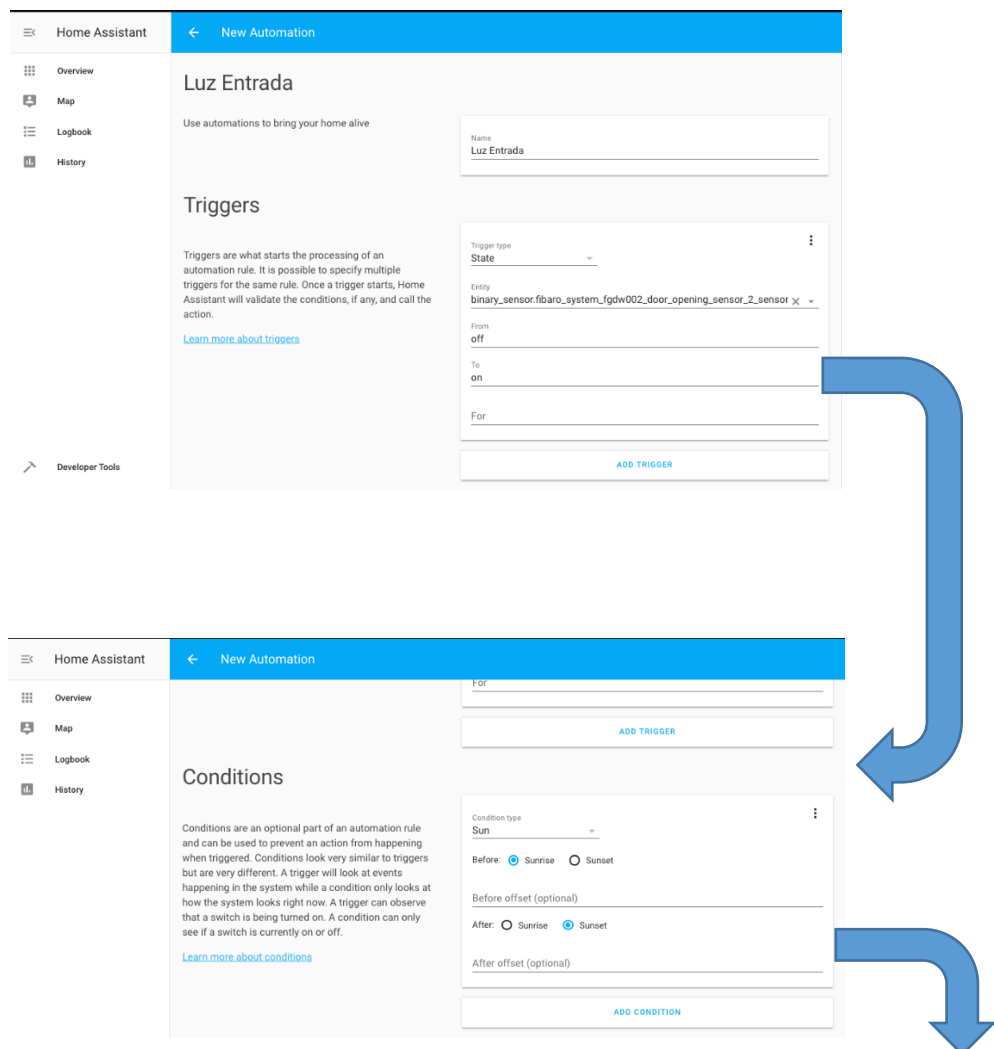 Home Assistant
New Automation
Overview
Map
Logbook
History
Developer Tools
Luz Entrada
Use automations to bring your home alive
Name
Luz Entrada
Triggers
Triggers are what starts the processing of an
automation rule. It is possible to specify multiple
triggers for the same rule. Once a trigger starts, Home
Assistant will validate the conditions, if any, and call the
action.
Learn more about triggers
Trigger type
State
Entity
binary_sensor.fibaro_system_fgdw002_door_opening_sensor_2_sensor
From
off
To
on
For
ADD TRIGGER
Home Assistant
New Automation
Overview
Map
Logbook
History
For
ADD TRIGGER
Conditions
Conditions are an optional part of an automation rule
and can be used to prevent an action from happening
when triggered. Conditions look very similar to triggers
but are very different. A trigger will look at events
happening in the system while a condition only looks at
how the system looks right now. A trigger can observe
that a switch is being turned on. A condition can only
see if a switch is currently on or off.
Learn more about conditions
Condition type
Sun
Before: Sunrise Sunset
Before offset (optional)
After: Sunrise Sunset
After offset (optional)
ADD CONDITION